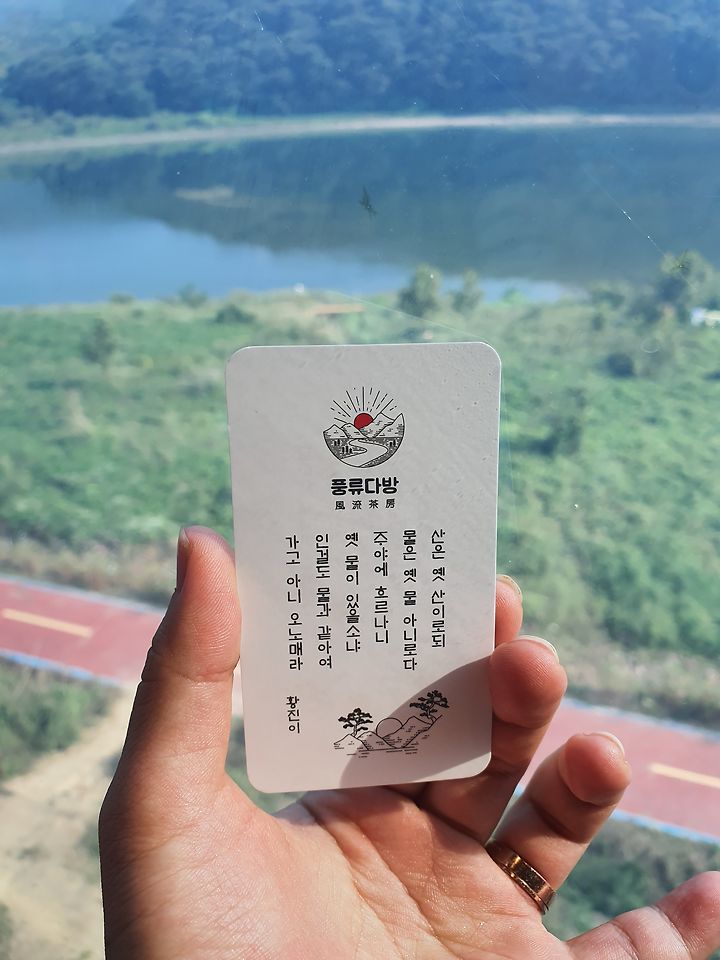 풍류다방
風流茶房
산은 옛 산이로되
물은 옛 물 아니로다
주야에 흐르나니
옛 물이 있을소냐
인걸도 물과 같아여
가고 아니 오노매라
황진이